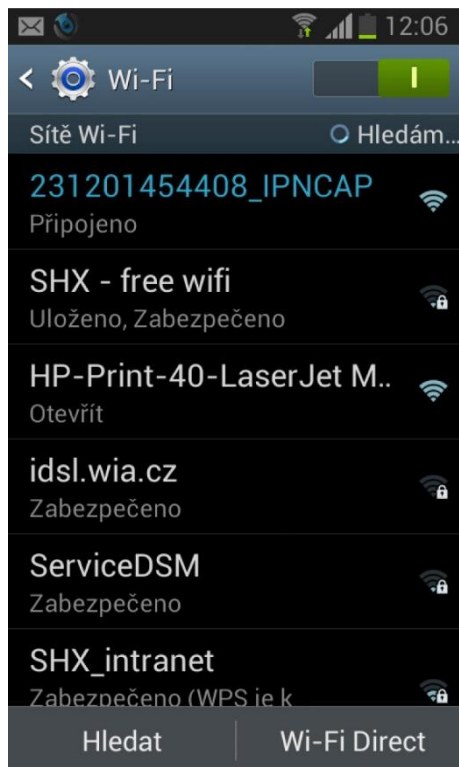 12:06
Wi-Fi
Sítě Wi-Fi Hledám...
231201454408_IPNCAP
Připojeno
SHX - free wifi
Uloženo, Zabezpečeno
HP-Print-40-LaserJet M..
Otevřít
idsl.wia.cz
Zabezpečeno
ServiceDSM
Zabezpečeno
SHX_intranet
Zabezpečeno (WPS je k
Hledat Wi-Fi Direct